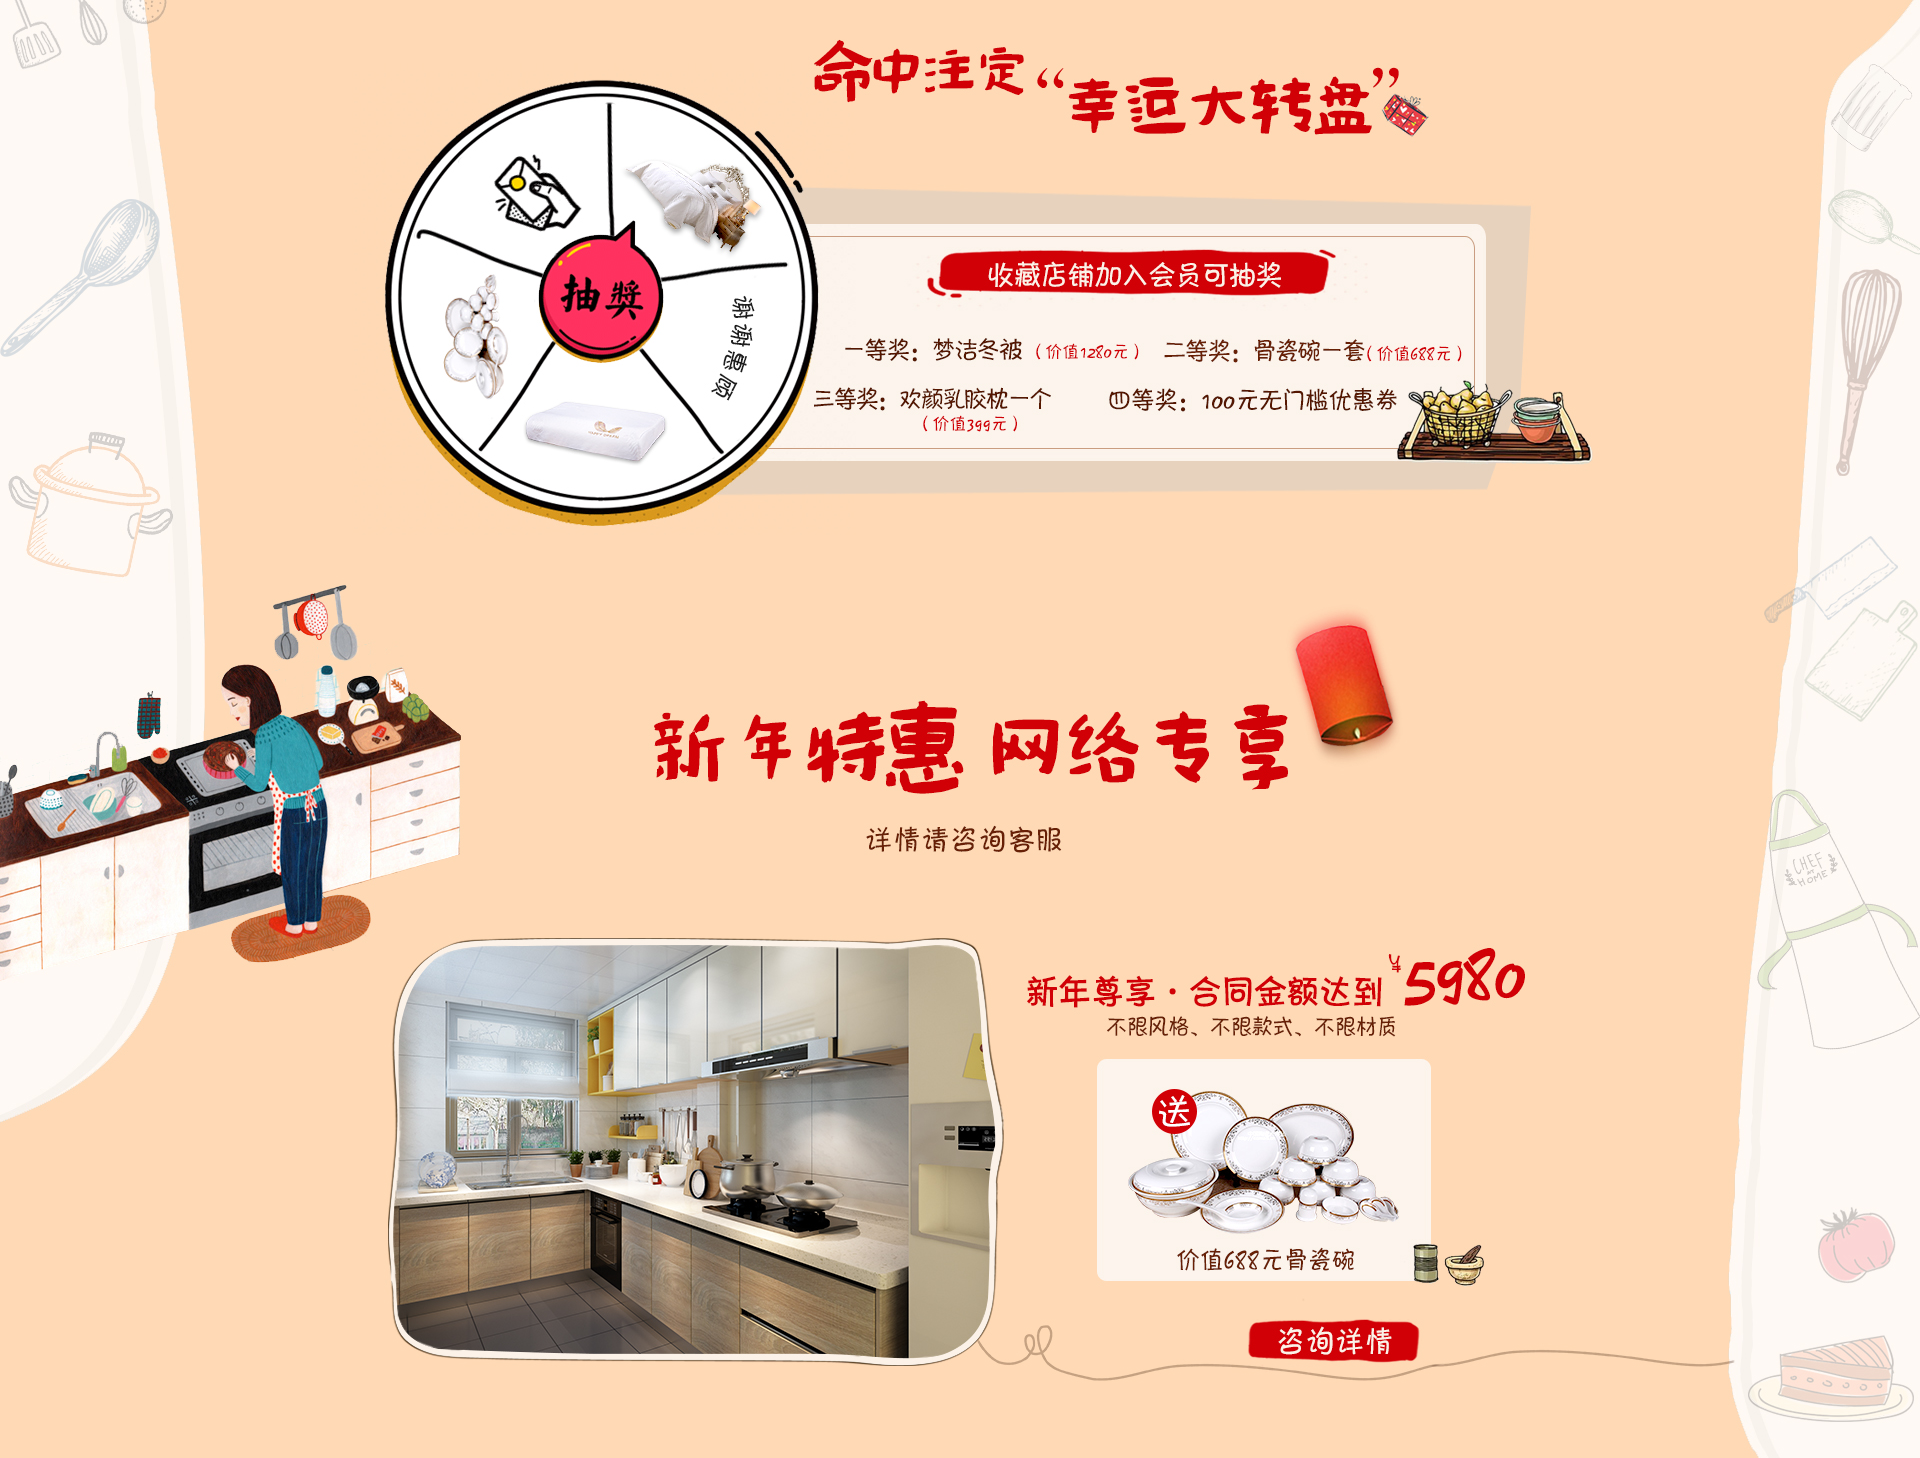 命中注定“幸运大转盘”
抽獎
谢谢惠顾
收藏店铺加入会员可抽奖
一等奖：梦洁冬被（价值1280元） 二等奖：骨瓷碗一套（价值688元）
三等奖：欢颜乳胶枕一个 四等奖：100元无门槛优惠券
（价值399元）
新年特惠 网络专享
详情请咨询客服
CHEF
AT
HOME
新年尊享·合同金额达到 ¥5980
不限风格、不限款式、不限材质
送
价值688元骨瓷碗
咨询详情